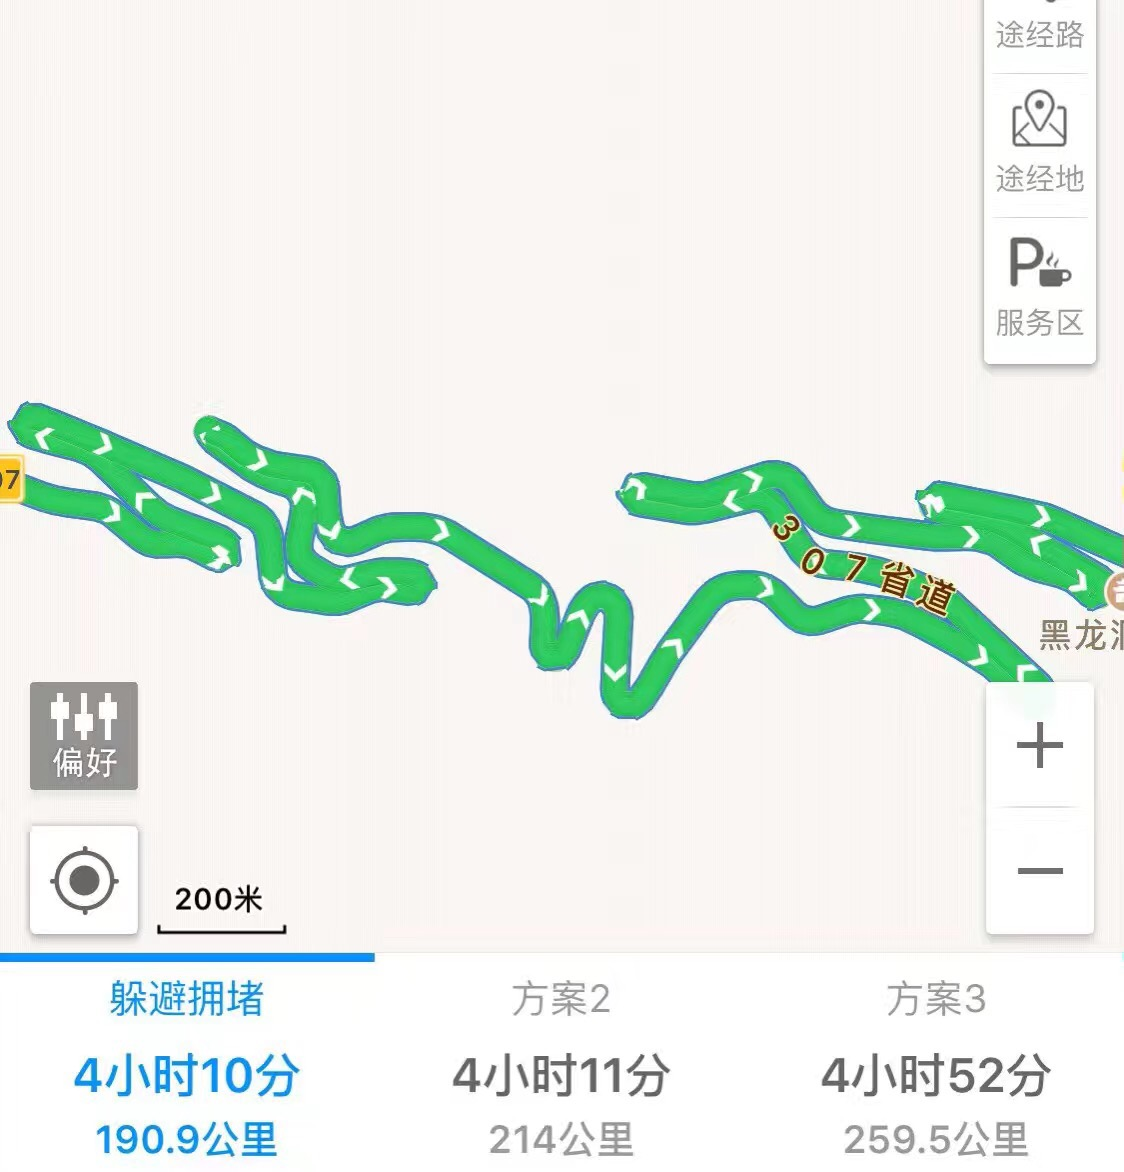 途经路
途经地
P
服务区
07
307省道
黑龙
偏好
200米
躲避拥堵
方案2
方案3
4小时10分
4小时11分
4小时52分
190.9公里
214公里
259.5公里